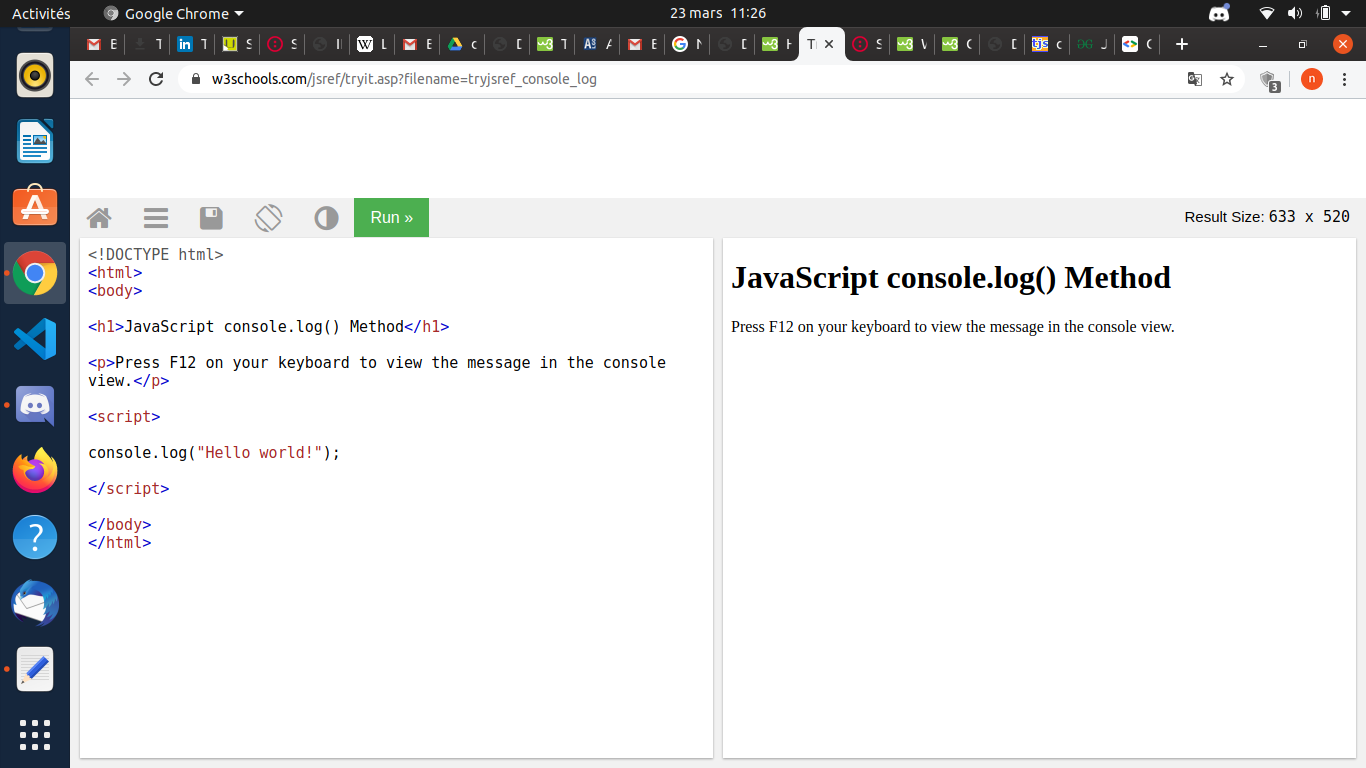 Activités
Google Chrome
23 mars 11:26
E
T
T
S
S
I
L
E
c
D
T
A
E
N
D
H
Tr
S
V
C
D
c
J
C
w3schools.com/jsref/tryit.asp?filename=tryjsref_console_log
3
n
Run »
Result Size: 633 x 520
<!DOCTYPE html>
<html>
<body>
<h1>JavaScript console.log() Method</h1>
<p>Press F12 on your keyboard to view the message in the console
view.</p>
<script>
console.log("Hello world!");
</script>
</body>
</html>
JavaScript console.log() Method
Press F12 on your keyboard to view the message in the console view.